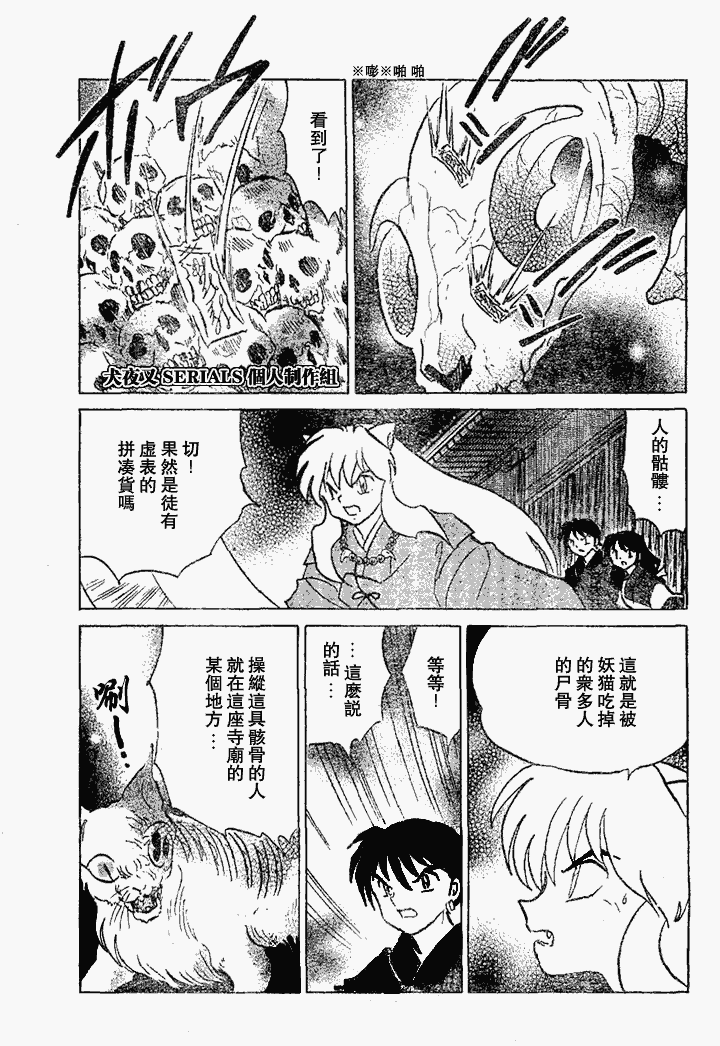 ※嘭※啪 啪
看到了！
犬夜叉 SERIALS 個人制作組
人的骷髏…
切！
果然是徒有
虛表的
拼凑貨嗎
這就是被
妖猫吃掉
的衆多人
的尸骨
等等！
…這麽説
的話…
操縱這具骸骨的人
就在這座寺廟的
某個地方…
唰！